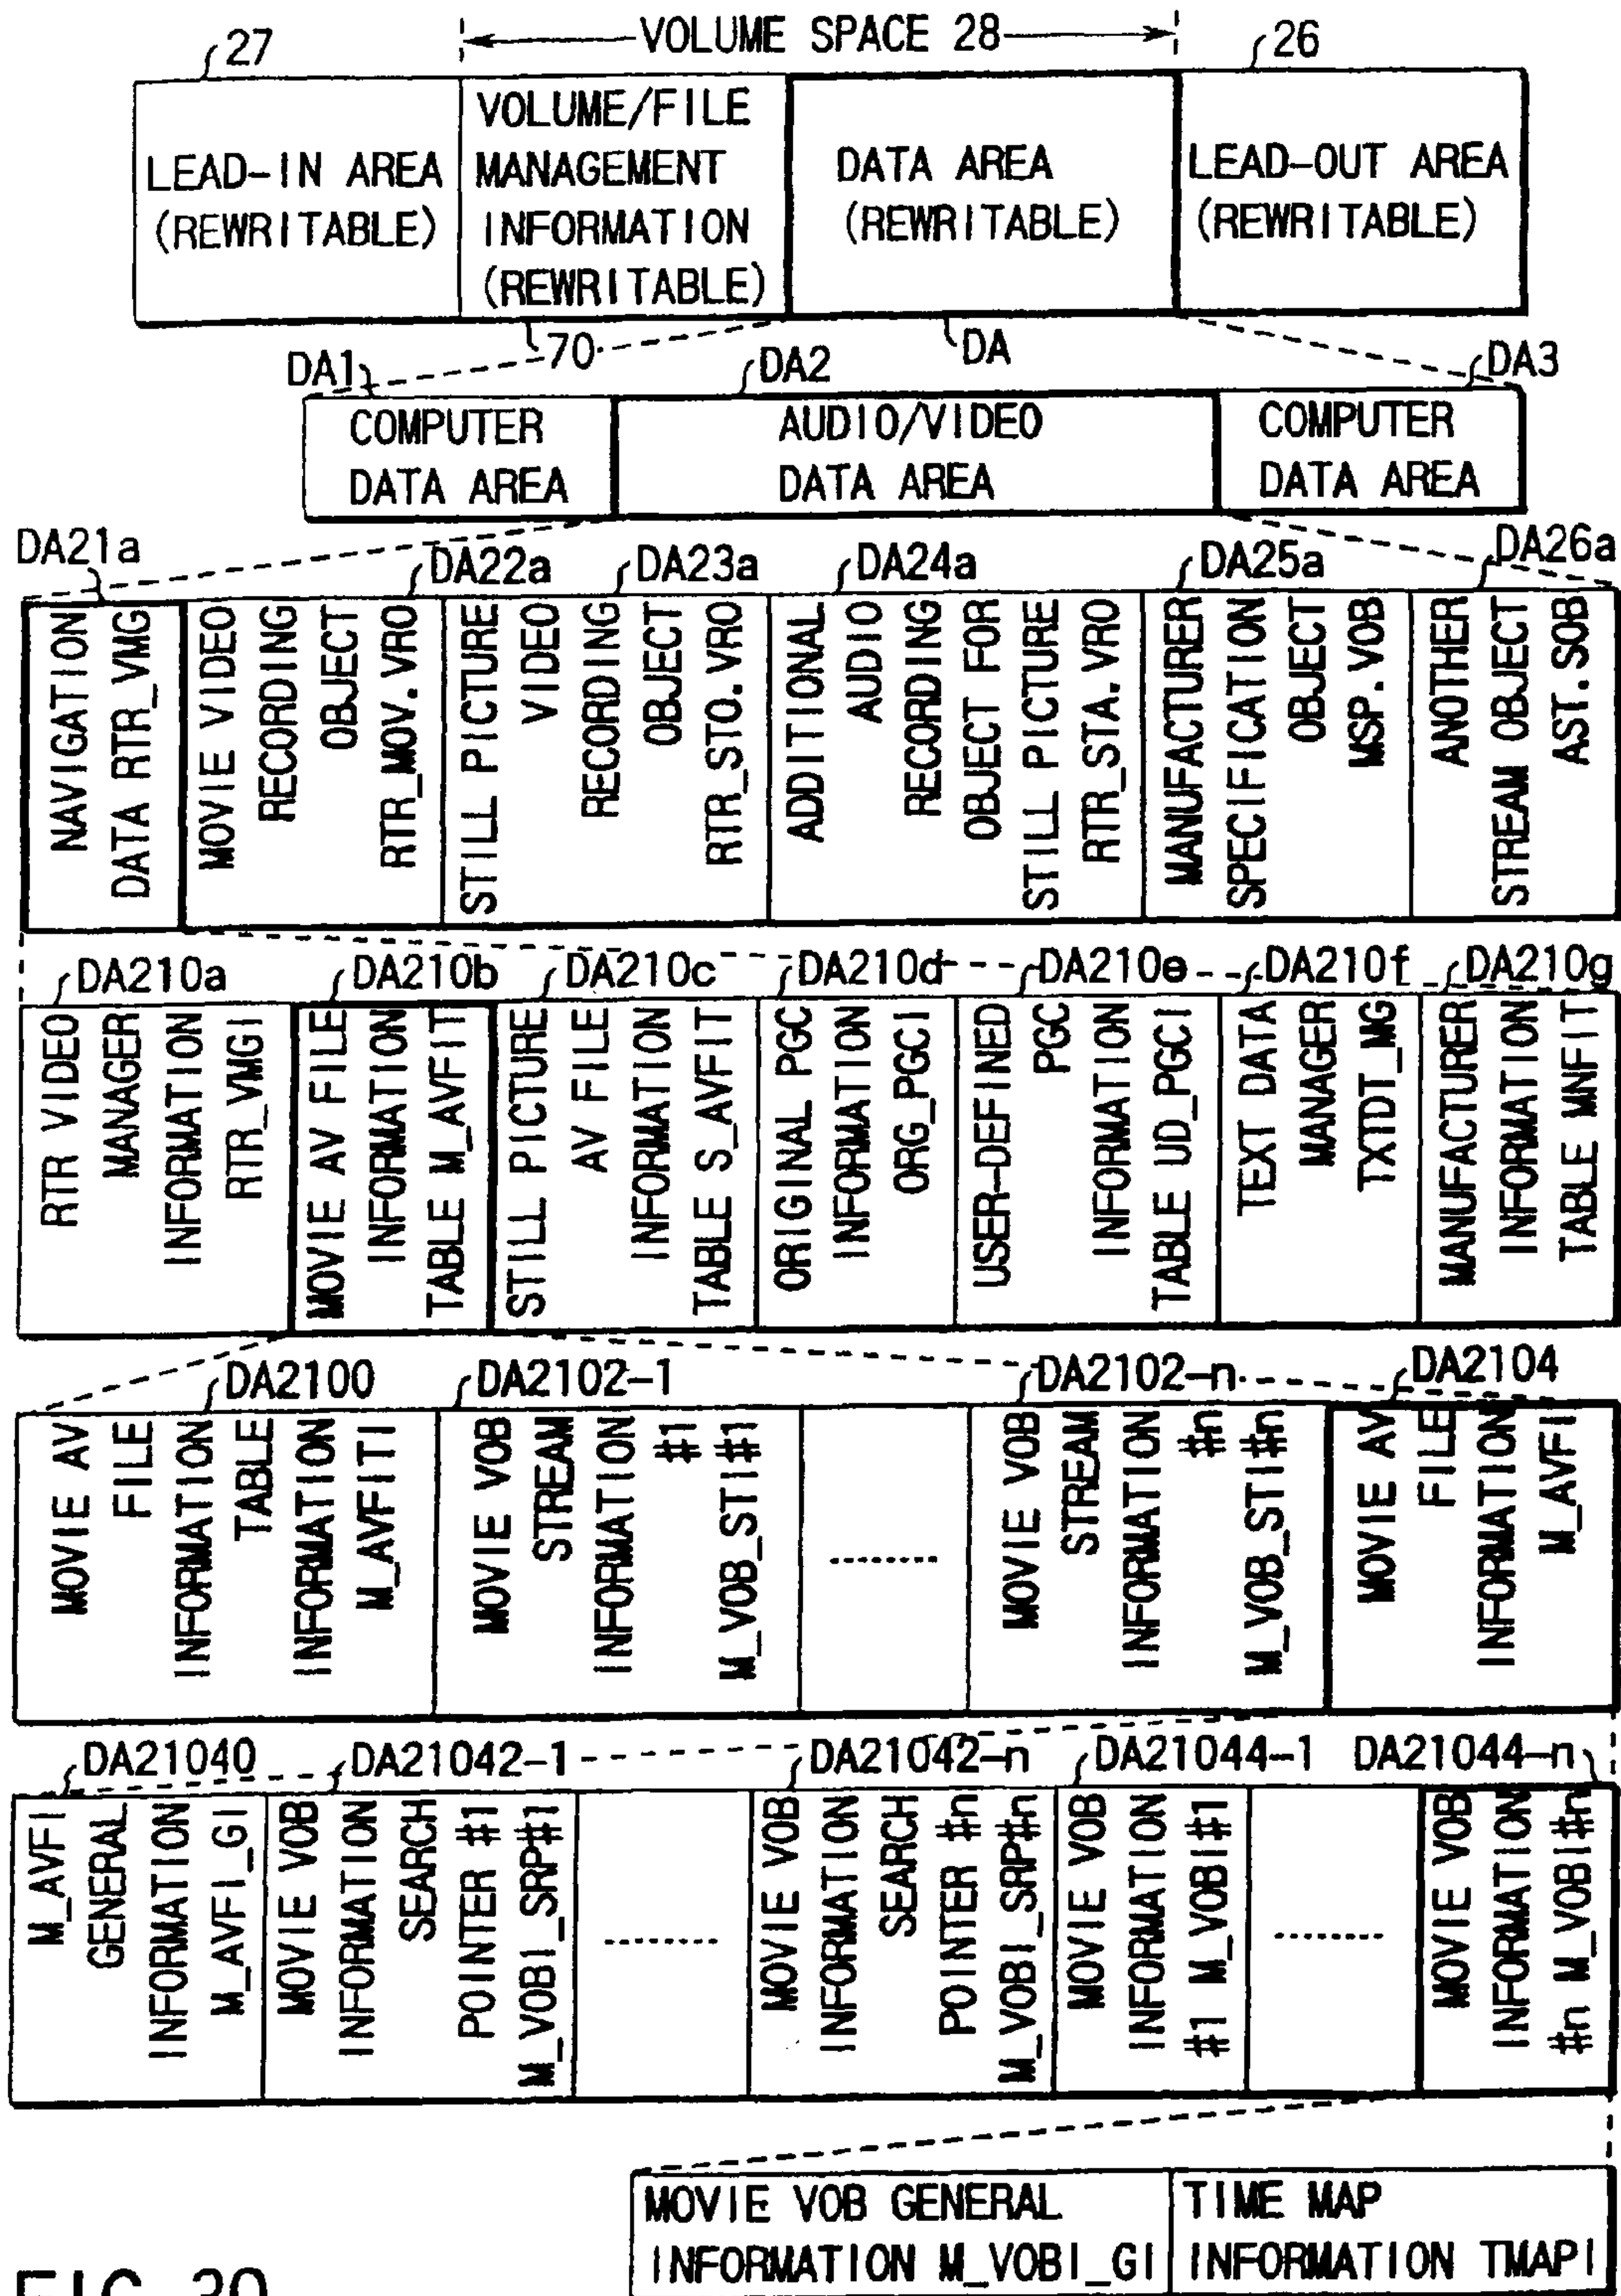 27
VOLUME SPACE 28
26
LEAD-IN AREA
(REWRITABLE)
VOLUME/FILE
MANAGEMENT
INFORMATION
(REWRITABLE)
DATA AREA
(REWRITABLE)
LEAD-OUT AREA
(REWRITABLE)
70
DA
DA1
DA2
DA3
COMPUTER
DATA AREA
AUDIO/VIDEO
DATA AREA
COMPUTER
DATA AREA
DA21a
DA22a
DA23a
DA24a
DA25a
DA26a
NAVIGATION
DATA RTR_VMG
MOVIE VIDEO
RECORDING
OBJECT
RTR_MOV.VRO
STILL PICTURE
VIDEO
RECORDING
OBJECT
RTR_STO.VRO
ADDITIONAL
AUDIO
RECORDING
OBJECT FOR
STILL PICTURE
RTR_STA.VRO
MANUFACTURER
SPECIFICATION
OBJECT
MSP.VOB
ANOTHER
STREAM OBJECT
AST.SOB
DA210a
DA210b
DA210c
DA210d
DA210e
DA210f
DA210g
RTR VIDEO
MANAGER
INFORMATION
RTR_VMGI
MOVIE AV FILE
INFORMATION
TABLE M_AVFIT
STILL PICTURE
AV FILE
INFORMATION
TABLE S_AVFIT
ORIGINAL PGC
INFORMATION
ORG_PGCI
USER-DEFINED
PGC
INFORMATION
TABLE UD_PGCI
TEXT DATA
MANAGER
TXTDT_MG
MANUFACTURER
INFORMATION
TABLE MNFIT
DA2100
DA2102-1
DA2102-n
DA2104
MOVIE AV
FILE
INFORMATION
TABLE
INFORMATION
M_AVFITI
MOVIE VOB
STREAM
INFORMATION
#1
M_VOB_STI#1
.........
MOVIE VOB
STREAM
INFORMATION
#n
M_VOB_STI#n
MOVIE AV
FILE
INFORMATION
M_AVFI
DA21040
DA21042-1
DA21042-n
DA21044-1
DA21044-n
M_AVFI
GENERAL
INFORMATION
M_AVFI_GI
MOVIE VOB
INFORMATION
SEARCH
POINTER #1
M_VOBI_SRP#1
.........
MOVIE VOB
INFORMATION
SEARCH
POINTER #n
M_VOBI_SRP#n
MOVIE VOB
INFORMATION
#1 M_VOBI#1
.........
MOVIE VOB
INFORMATION
#n M_VOBI#n
MOVIE VOB GENERAL
INFORMATION M_VOBI_GI
TIME MAP
INFORMATION TMAPI